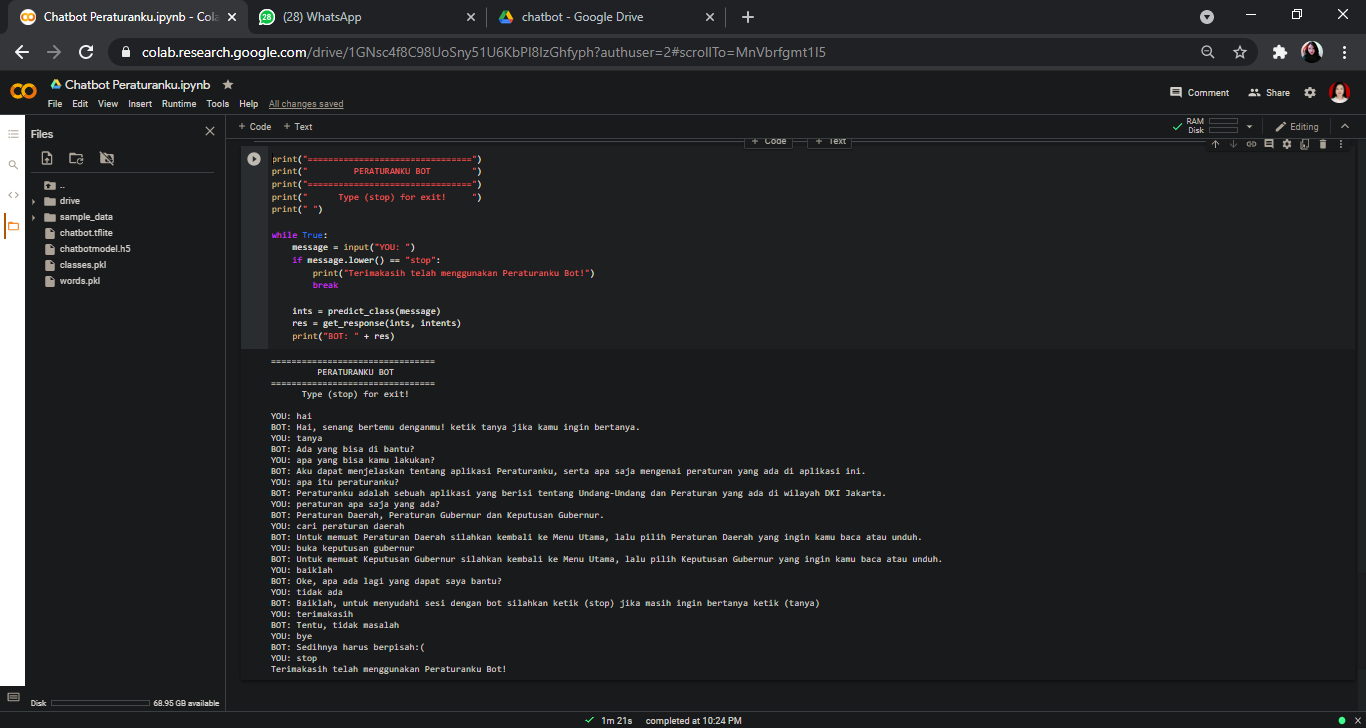 Chatbot Peraturanku.ipynb - Cola
(28) WhatsApp
chatbot - Google Drive
colab.research.google.com/drive/1GNsc4f8C98UoSny51U6KbPl8IzGhfyph?authuser=2#scrollTo=MnVbrfgmt1I5
Chatbot Peraturanku.ipynb
File Edit View Insert Runtime Tools Help All changes saved
Comment Share
Files
+ Code + Text
RAM
Disk
Editing
+ Code + Text
..
drive
sample_data
chatbot.tflite
chatbotmodel.h5
classes.pkl
words.pkl
print("================================")
print("         PERATURANKU BOT        ")
print("================================")
print("      Type (stop) for exit!     ")
print(" ")
while True:
    message = input("YOU: ")
    if message.lower() == "stop":
        print("Terimakasih telah menggunakan Peraturanku Bot!")
        break
    ints = predict_class(message)
    res = get_response(ints, intents)
    print("BOT: " + res)
================================
PERATURANKU BOT
================================
Type (stop) for exit!
YOU: hai
BOT: Hai, senang bertemu denganmu! ketik tanya jika kamu ingin bertanya.
YOU: tanya
BOT: Ada yang bisa di bantu?
YOU: apa yang bisa kamu lakukan?
BOT: Aku dapat menjelaskan tentang aplikasi Peraturanku, serta apa saja mengenai peraturan yang ada di aplikasi ini.
YOU: apa itu peraturanku?
BOT: Peraturanku adalah sebuah aplikasi yang berisi tentang Undang-Undang dan Peraturan yang ada di wilayah DKI Jakarta.
YOU: peraturan apa saja yang ada?
BOT: Peraturan Daerah, Peraturan Gubernur dan Keputusan Gubernur.
YOU: cari peraturan daerah
BOT: Untuk memuat Peraturan Daerah silahkan kembali ke Menu Utama, lalu pilih Peraturan Daerah yang ingin kamu baca atau unduh.
YOU: buka keputusan gubernur
BOT: Untuk memuat Keputusan Gubernur silahkan kembali ke Menu Utama, lalu pilih Keputusan Gubernur yang ingin kamu baca atau unduh.
YOU: baiklah
BOT: Oke, apa ada lagi yang dapat saya bantu?
YOU: tidak ada
BOT: Baiklah, untuk menyudahi sesi dengan bot silahkan ketik (stop) jika masih ingin bertanya ketik (tanya)
YOU: terimakasih
BOT: Tentu, tidak masalah
YOU: bye
BOT: Sedihnya harus berpisah:(
YOU: stop
Terimakasih telah menggunakan Peraturanku Bot!
Disk 68.95 GB available
1m 21s completed at 10:24 PM